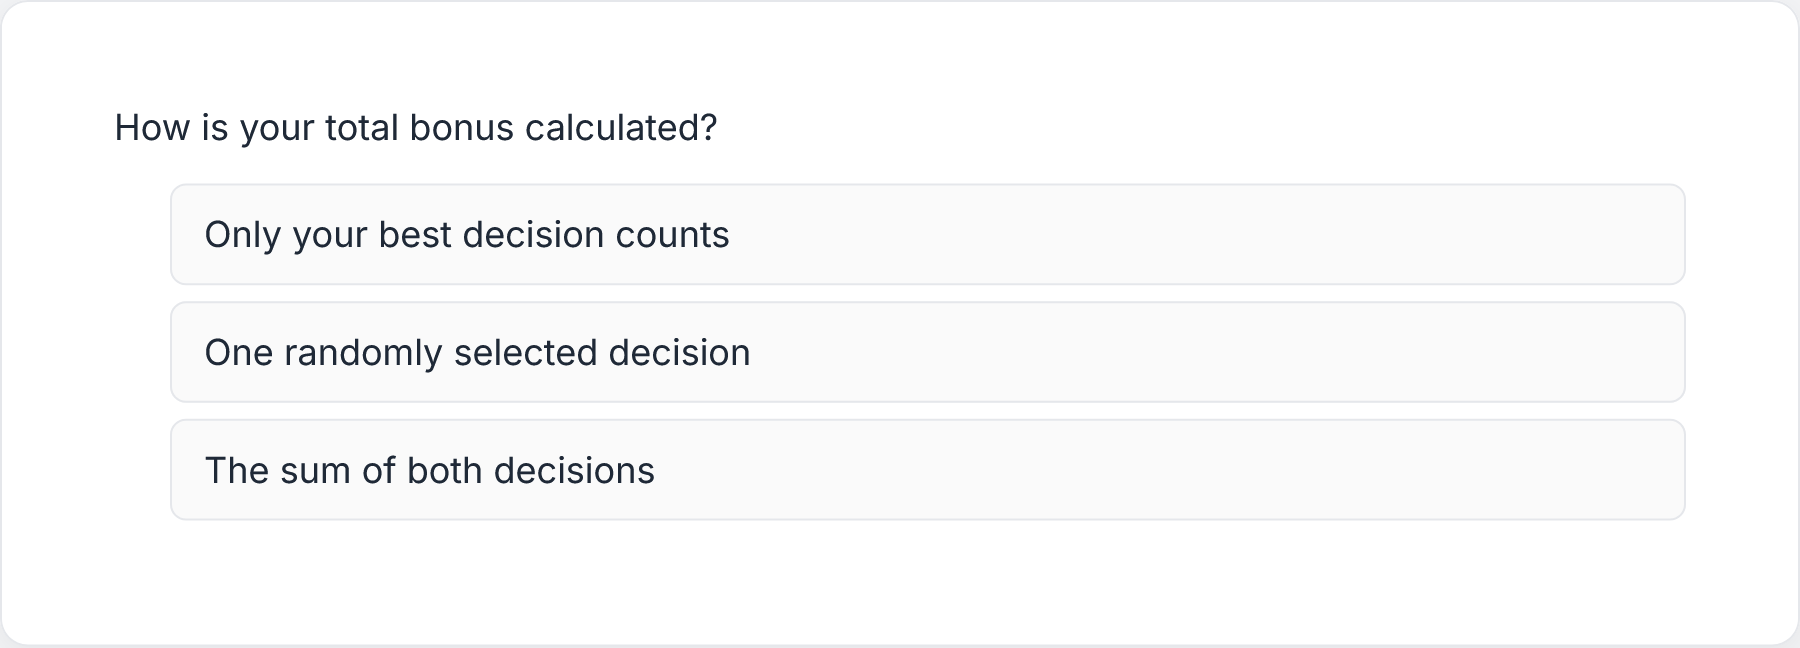 How is your total bonus calculated?
Only your best decision counts
One randomly selected decision
The sum of both decisions